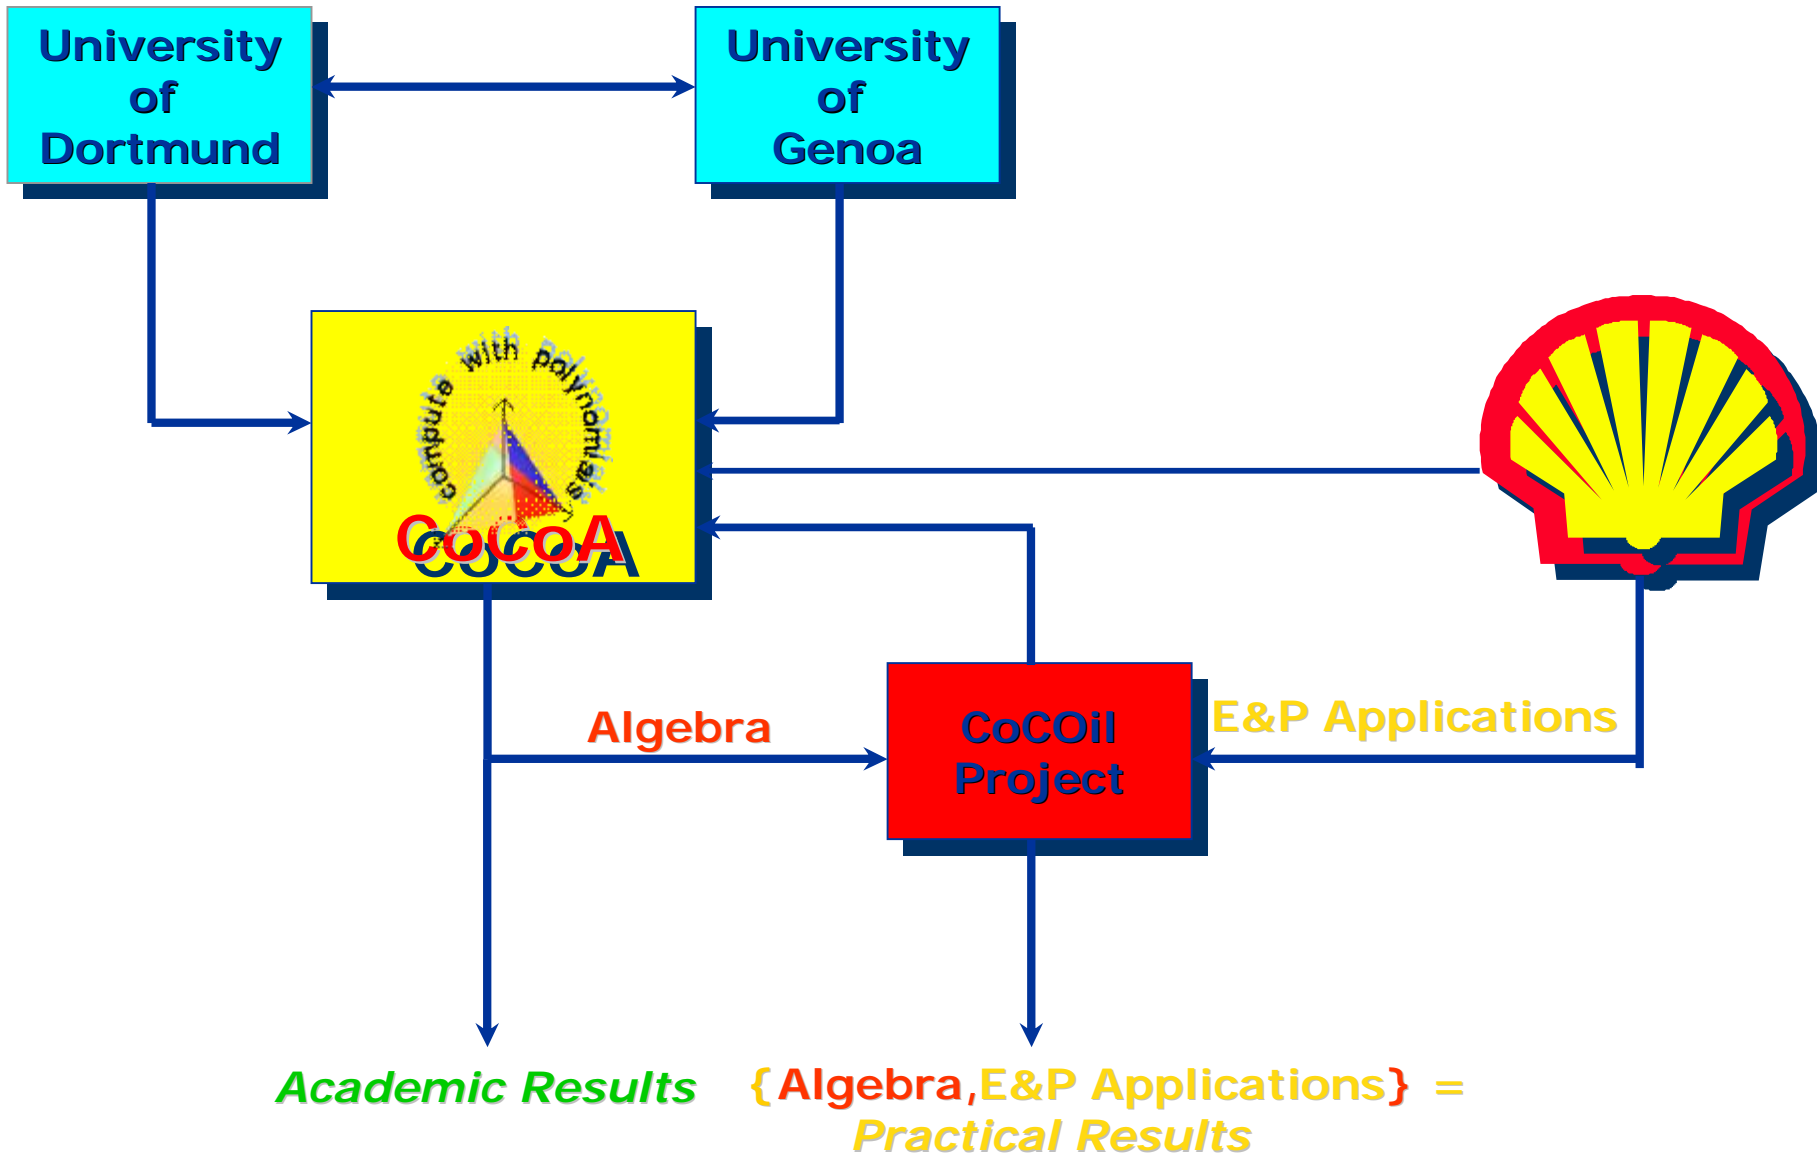 University
of
Dortmund
University
of
Genoa
compute with polynomials
CoCoA
Algebra
CoCOil
Project
E&P Applications
Academic Results
{Algebra,E&P Applications} =
Practical Results